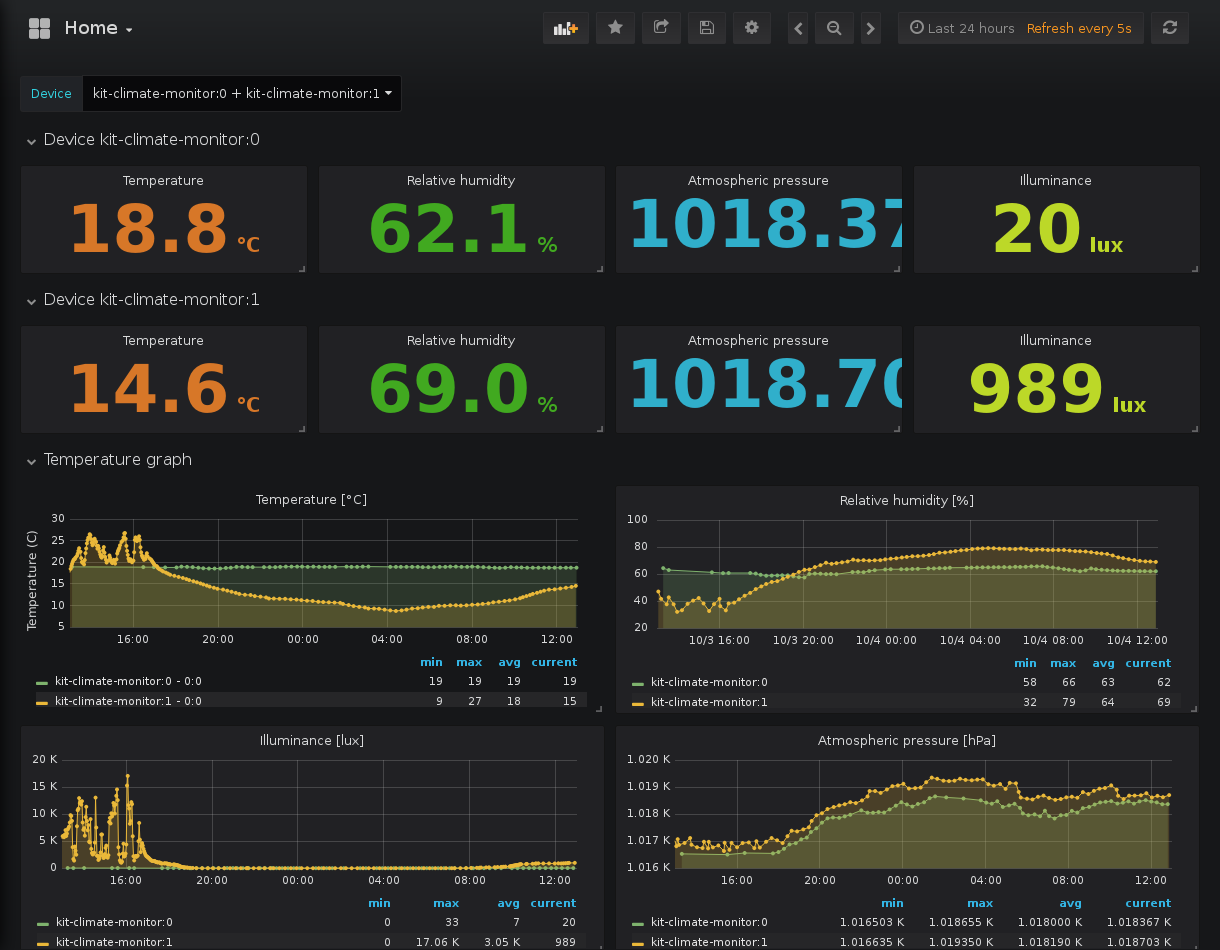 Home
Last 24 hours Refresh every 5s
Device kit-climate-monitor:0 + kit-climate-monitor:1
Device kit-climate-monitor:0
Temperature Relative humidity Atmospheric pressure Illuminance
18.8 °C 62.1 % 1018.37 20 lux
Device kit-climate-monitor:1
Temperature Relative humidity Atmospheric pressure Illuminance
14.6 °C 69.0 % 1018.70 989 lux
Temperature graph
Temperature [°C]
Temperature (C)
30
25
20
15
10
5
16:00 20:00 00:00 04:00 08:00 12:00
min max avg current
kit-climate-monitor:0 - 0:0 19 19 19 19
kit-climate-monitor:1 - 0:0 9 27 18 15
Relative humidity [%]
100
80
60
40
20
10/3 16:00 10/3 20:00 10/4 00:00 10/4 04:00 10/4 08:00 10/4 12:00
min max avg current
kit-climate-monitor:0 58 66 63 62
kit-climate-monitor:1 32 79 64 69
Illuminance [lux]
20 K
15 K
10 K
5 K
0
16:00 20:00 00:00 04:00 08:00 12:00
min max avg current
kit-climate-monitor:0 0 33 7 20
kit-climate-monitor:1 0 17.06 K 3.05 K 989
Atmospheric pressure [hPa]
1.020 K
1.019 K
1.018 K
1.017 K
1.016 K
16:00 20:00 00:00 04:00 08:00 12:00
min max avg current
kit-climate-monitor:0 1.016503 K 1.018655 K 1.018000 K 1.018367 K
kit-climate-monitor:1 1.016635 K 1.019350 K 1.018190 K 1.018703 K